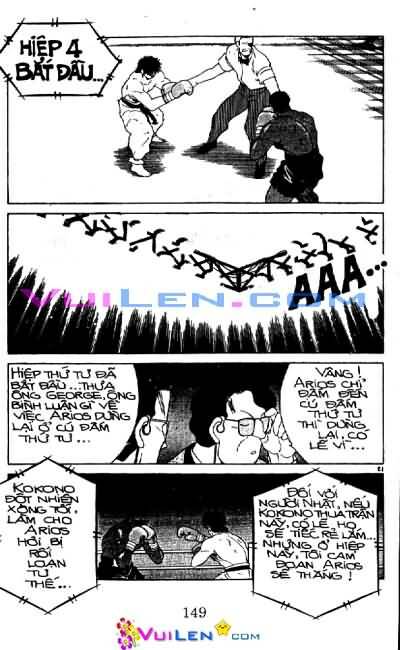 HIỆP 4
BẮT ĐẦU...
AAA...
VuiLen.com
HIỆP THỨ TƯ ĐÃ
BẮT ĐẦU...THƯA
ÔNG GEORGE, ÔNG
BÌNH LUẬN GÌ VỀ
VIỆC ARIOS DỪNG
LẠI Ở CÚ ĐẤM
THỨ TƯ...
VÂNG!
ARIOS CHỈ
ĐẤM ĐẾN
CÚ ĐẤM
THỨ TƯ
THÌ DỪNG
LẠI, CÓ
LẼ VÌ...
KOKONO
ĐỘT NHIÊN
XÔNG TỚI,
LÀM CHO
ARIOS
HƠI BỊ
RỐI
LOẠN
TƯ
THẾ...
ĐỐI VỚI
NGƯỜI NHẬT, NẾU
KOKONO THUA TRẬN
NÀY, CÓ LẼ HỌ
SẼ TIẾC RẺ LẮM...
NHƯNG Ở HIỆP
NÀY, TÔI CAM
ĐOAN ARIOS
SẼ THẮNG!
149
VuiLen.com